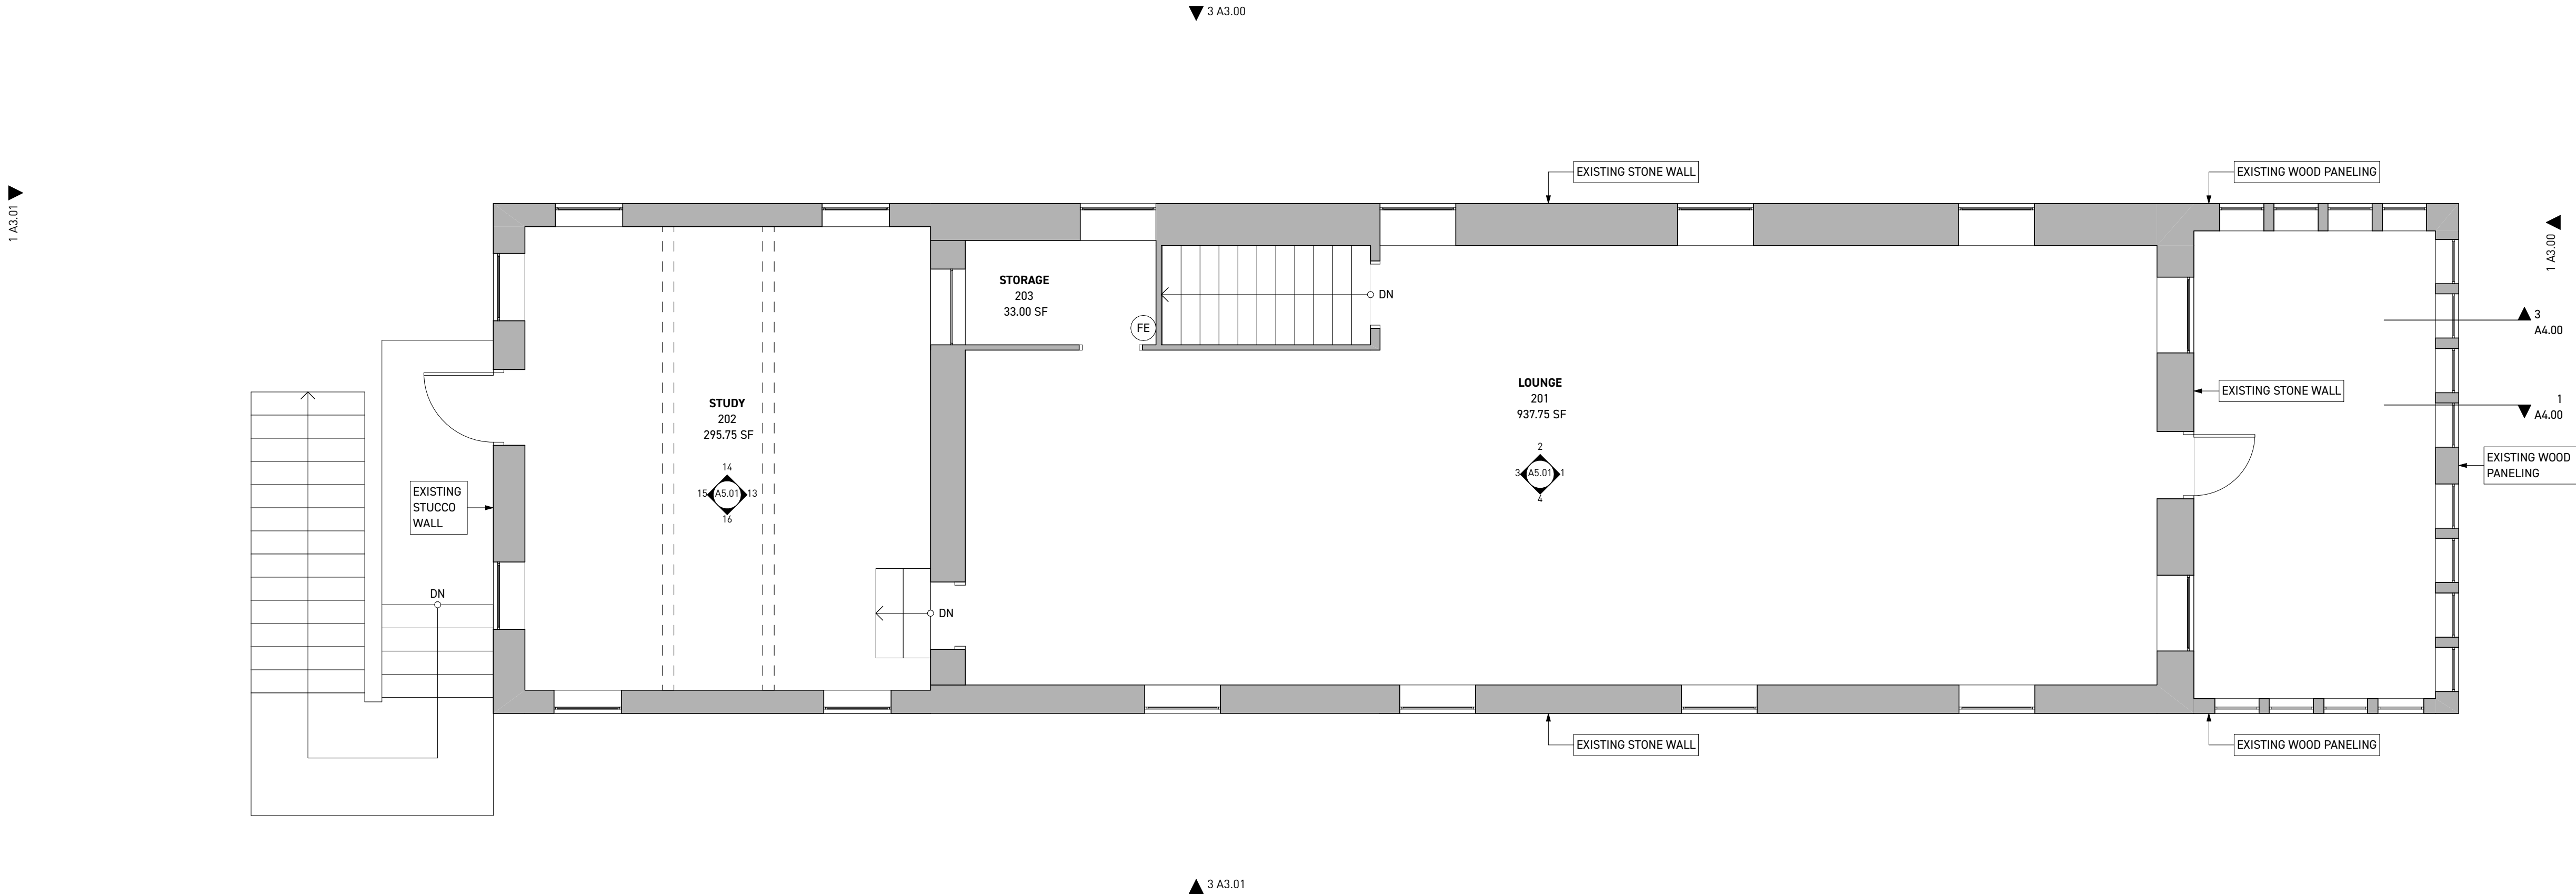 3 A3.00
EXISTING STONE WALL
EXISTING WOOD PANELING
1 A3.01
1 A3.00
STORAGE
203
33.00 SF
DN
FE
3
A4.00
LOUNGE
201
937.75 SF
EXISTING STONE WALL
STUDY
202
295.75 SF
1
A4.00
2
3 A5.01 1
4
EXISTING WOOD
PANELING
14
15 A5.01 13
16
EXISTING
STUCCO
WALL
DN
DN
EXISTING STONE WALL
EXISTING WOOD PANELING
3 A3.01